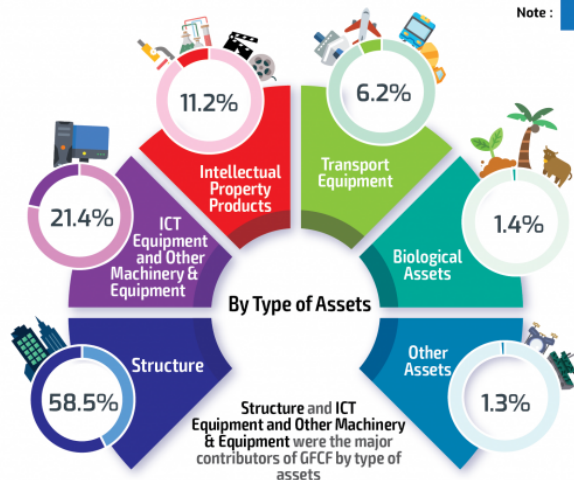 Note :
11.2%
Intellectual
Property
Products
6.2%
Transport
Equipment
21.4%
ICT
Equipment
and Other
Machinery &
Equipment
1.4%
Biological
Assets
By Type of Assets
58.5%
Structure
Other
Assets
1.3%
Structure and ICT
Equipment and Other Machinery
& Equipment were the major
contributors of GFCF by type of
assets